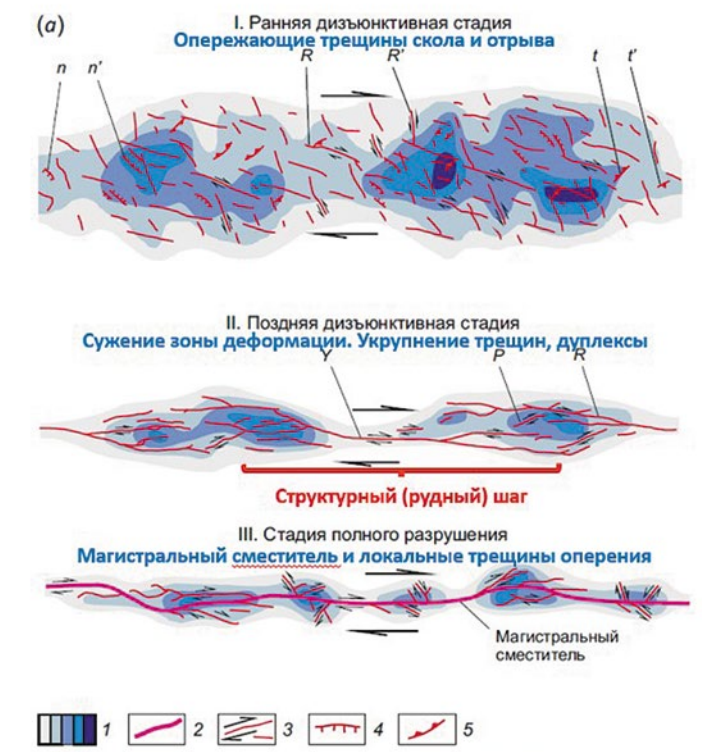 (а)
I. Ранняя дизъюнктивная стадия
Опережающие трещины скола и отрыва
n n' R R' t t'
II. Поздняя дизъюнктивная стадия
Сужение зоны деформации. Укрупнение трещин, дуплексы
Y P R
Структурный (рудный) шаг
III. Стадия полного разрушения
Магистральный сместитель и локальные трещины оперения
Магистральный
сместитель
1 2 3 4 5